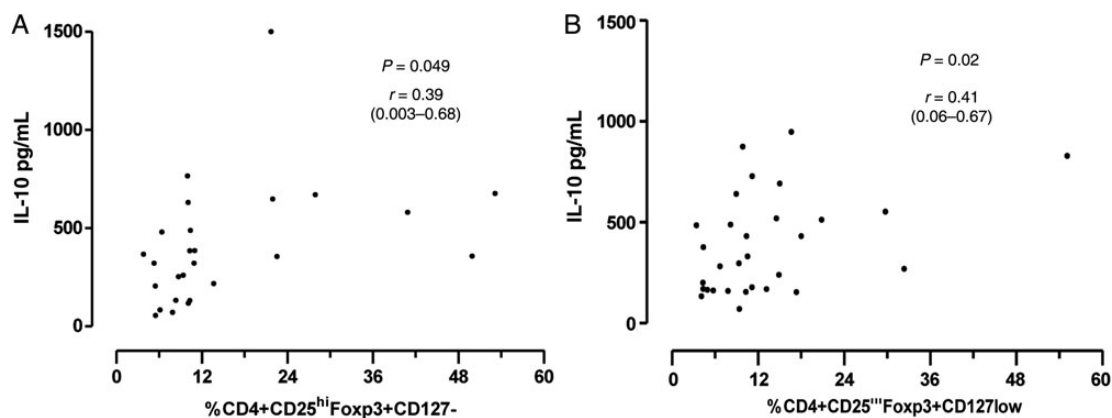 A
1500
1000
500
0
IL-10 pg/mL
P = 0.049
r = 0.39
(0.003–0.68)
0 12 24 36 48 60
%CD4+CD25hiFoxp3+CD127-
B
1500
1000
500
0
IL-10 pg/mL
P = 0.02
r = 0.41
(0.06–0.67)
0 12 24 36 48 60
%CD4+CD25'''Foxp3+CD127low